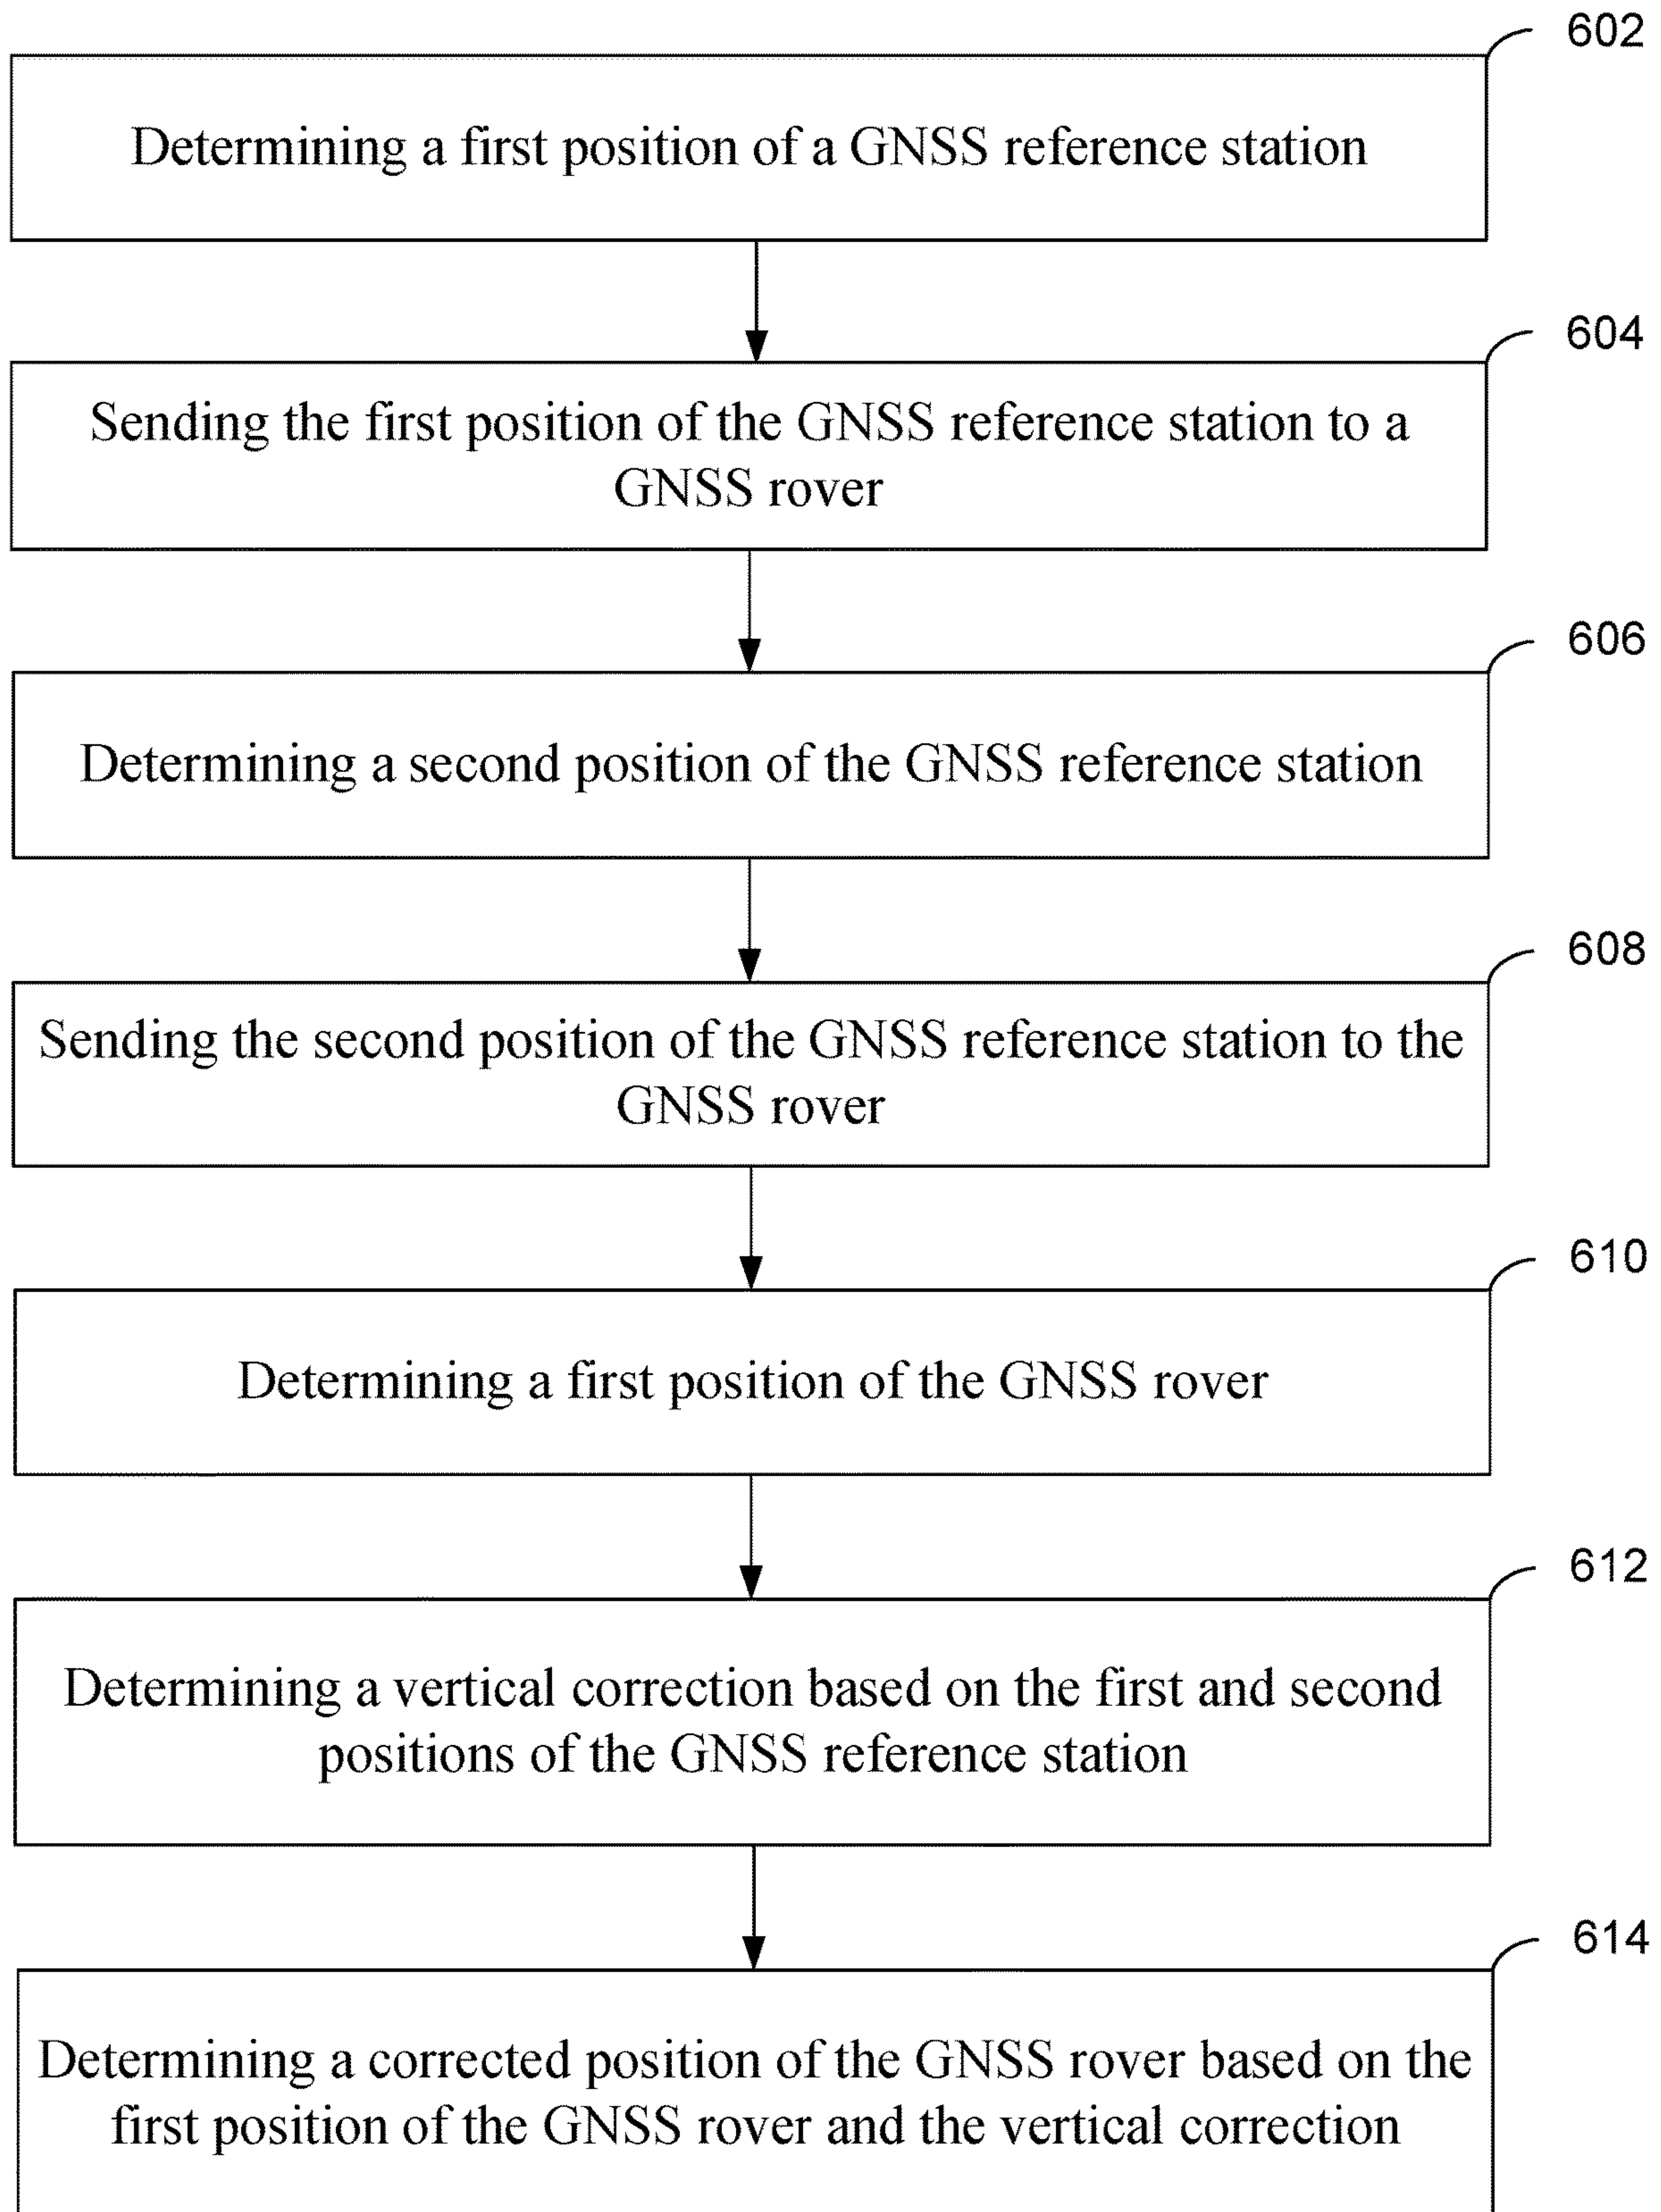 602
Determining a first position of a GNSS reference station
604
Sending the first position of the GNSS reference station to a
GNSS rover
606
Determining a second position of the GNSS reference station
608
Sending the second position of the GNSS reference station to the
GNSS rover
610
Determining a first position of the GNSS rover
612
Determining a vertical correction based on the first and second
positions of the GNSS reference station
614
Determining a corrected position of the GNSS rover based on the
first position of the GNSS rover and the vertical correction